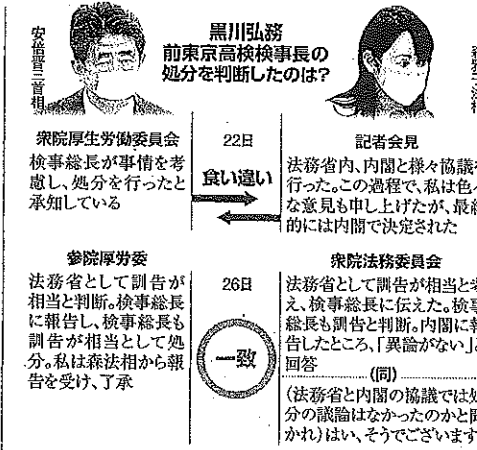 黒川弘務
前東京高検検事長の
処分を判断したのは?
安倍晋三首相
衆院厚生労働委員会
検事総長が事情を考
慮し、処分を行ったと
承知している
22日
食い違い
記者会見
法務省内、内閣と様々協議を
行った。この過程で、私は色々
な意見も申し上げたが、最終
的には内閣で決定された
参院厚労委
法務省として訓告が
相当と判断。検事総長
に報告し、検事総長も
訓告が相当として処
分。私は森法相から報
告を受け、了承
26日
一致
衆院法務委員会
法務省として訓告が相当と考
え、検事総長に伝えた。検事
総長も訓告と判断。内閣に報
告したところ、「異論がない」と
回答
(同)
(法務省と内閣の協議では処
分の議論はなかったのかと聞
かれ)はい、そうでございます